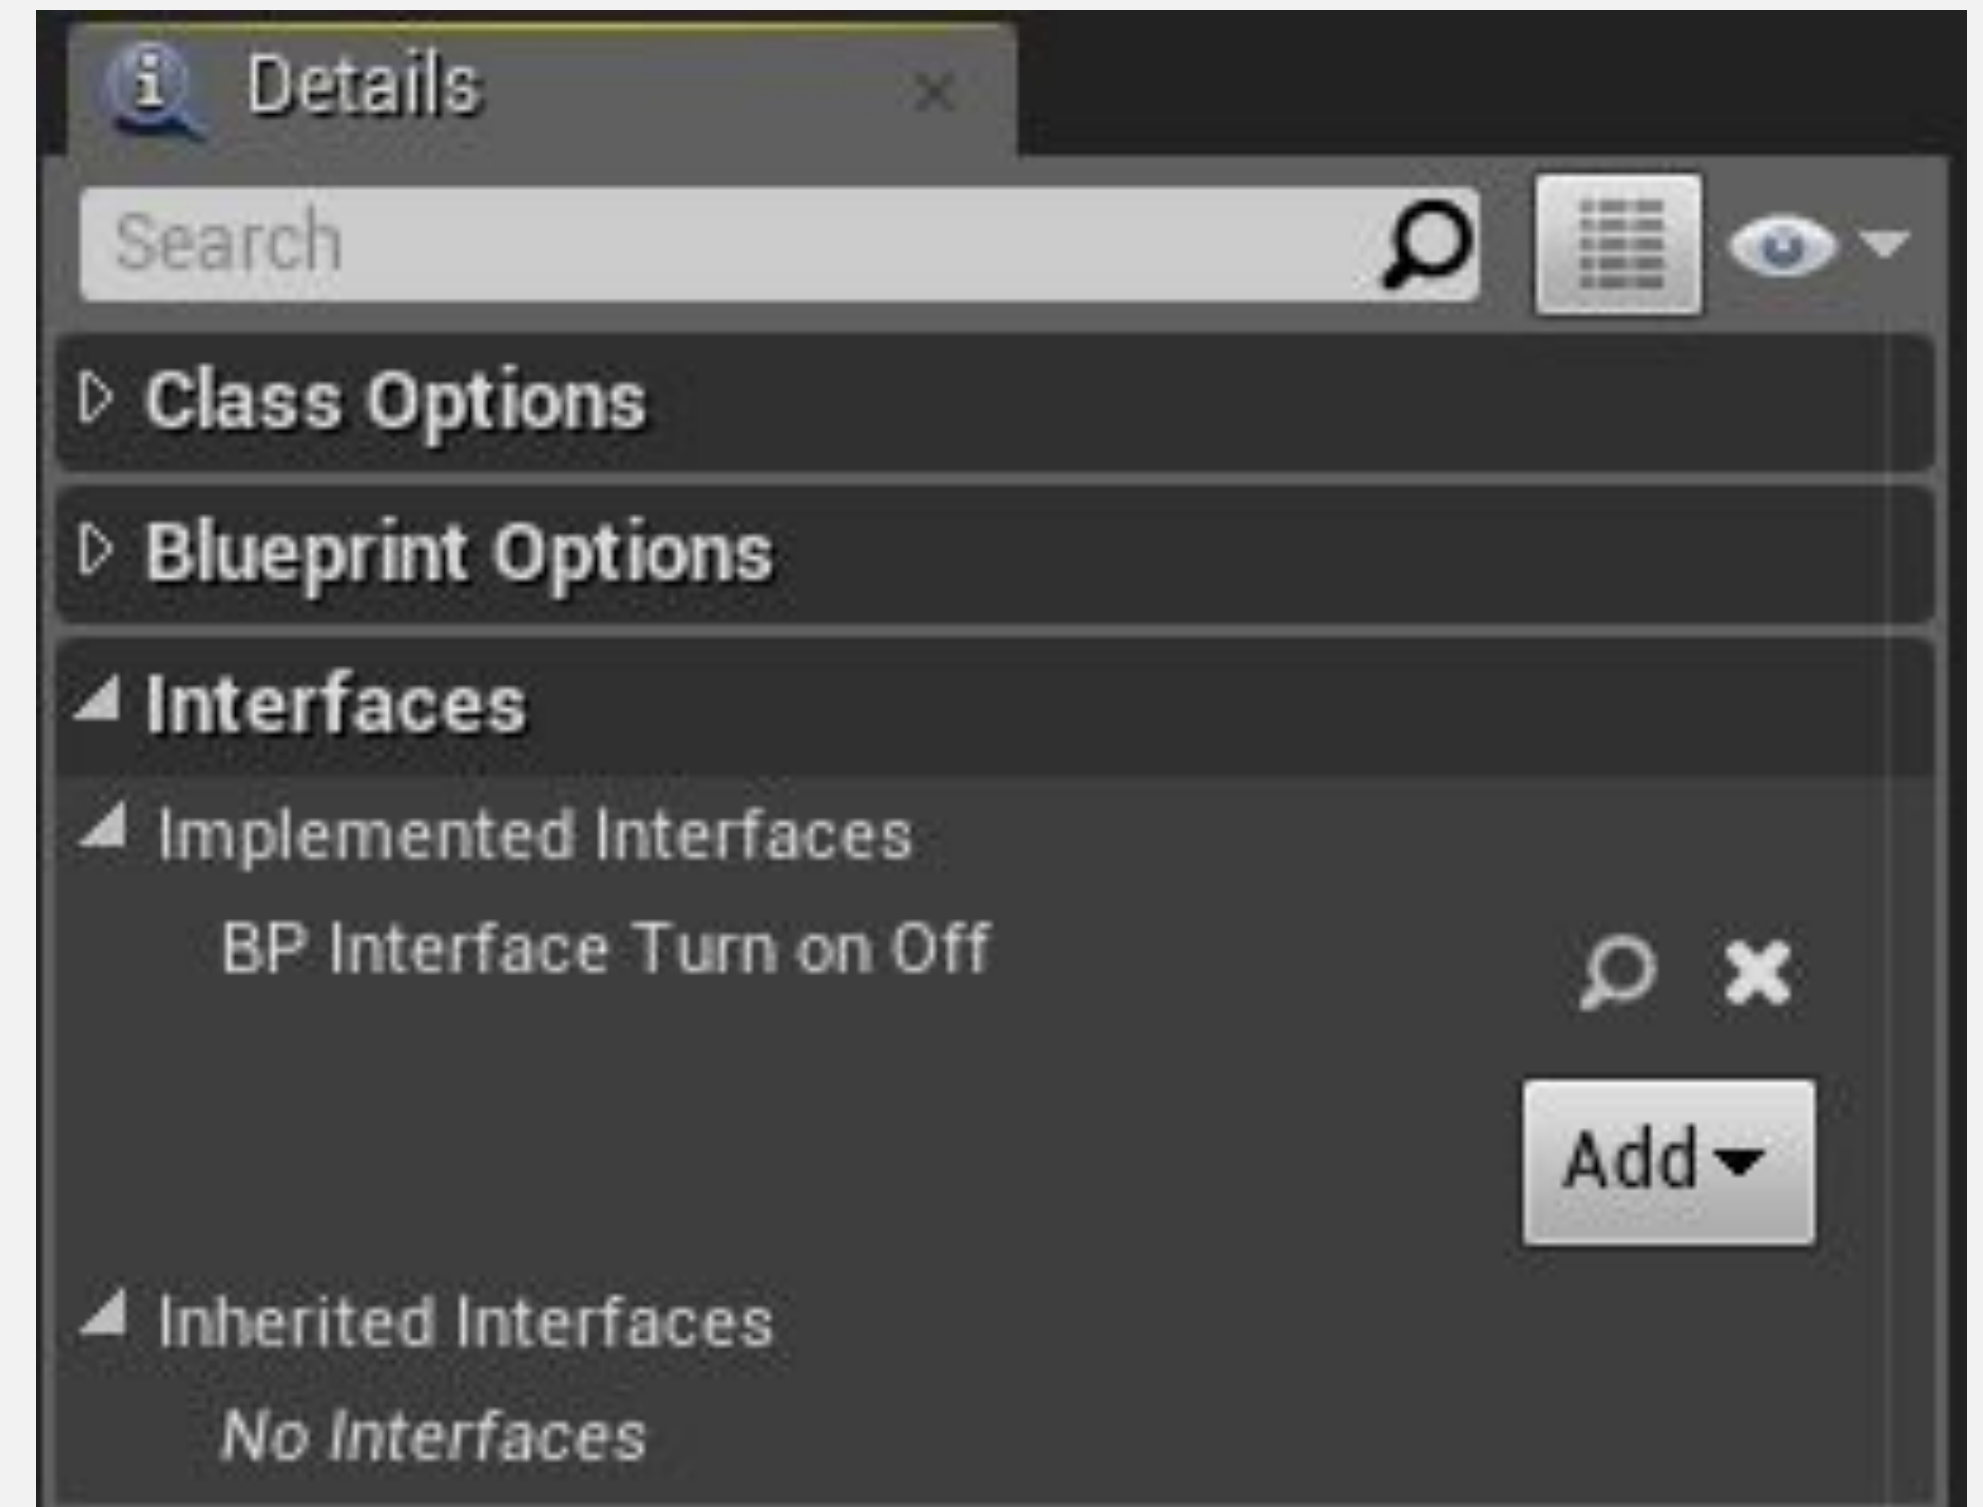 Details
Search
Class Options
Blueprint Options
Interfaces
Implemented Interfaces
BP Interface Turn on Off
Add
Inherited Interfaces
No Interfaces